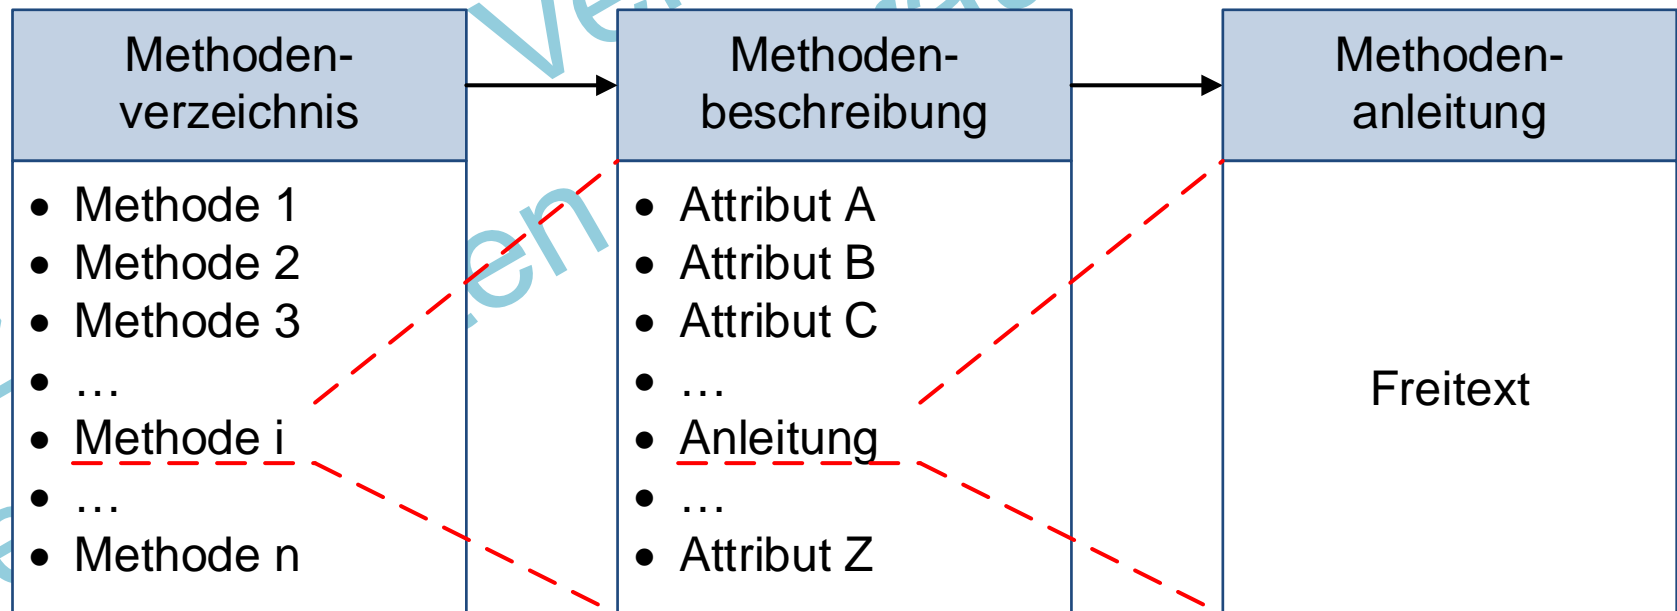 Methoden-
verzeichnis
• Methode 1
• Methode 2
• Methode 3
• …
• Methode i
• …
• Methode n
Methoden-
beschreibung
• Attribut A
• Attribut B
• Attribut C
• …
• Anleitung
• …
• Attribut Z
Methoden-
anleitung
Freitext